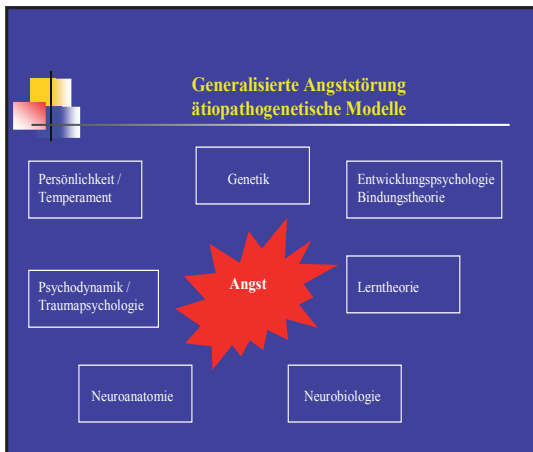 Generalisierte Angststörung
ätiopathogenetische Modelle
Persönlichkeit /
Temperament
Genetik
Entwicklungspsychologie
Bindungstheorie
Psychodynamik /
Traumapsychologie
Angst
Lerntheorie
Neuroanatomie
Neurobiologie